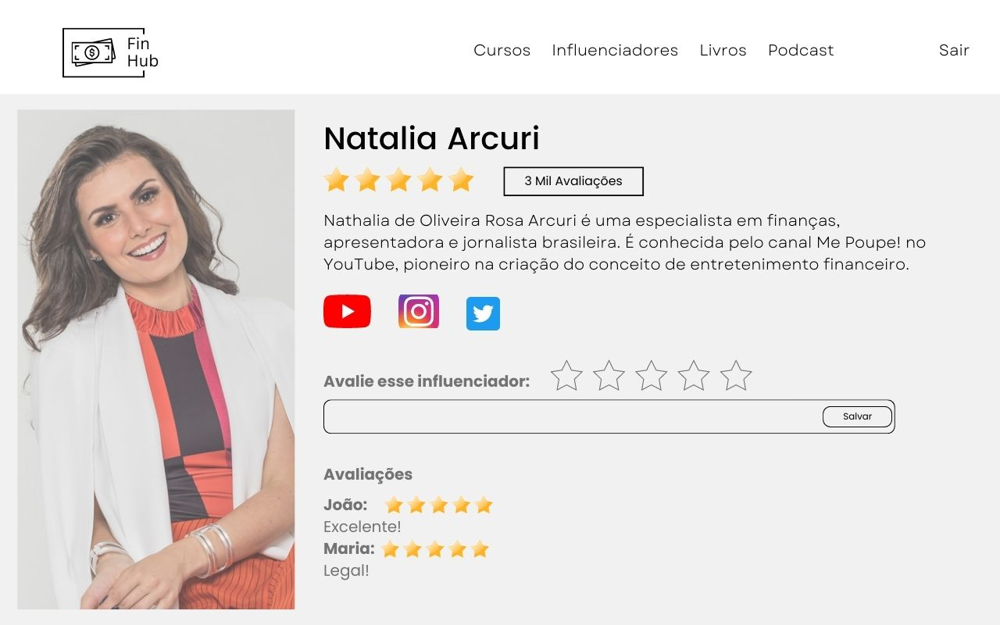 Fin
Hub
Cursos Influenciadores Livros Podcast Sair
Natalia Arcuri
3 Mil Avaliações
Nathalia de Oliveira Rosa Arcuri é uma especialista em finanças,
apresentadora e jornalista brasileira. É conhecida pelo canal Me Poupe! no
YouTube, pioneiro na criação do conceito de entretenimento financeiro.
Avalie esse influenciador:
Salvar
Avaliações
João:
Excelente!
Maria:
Legal!